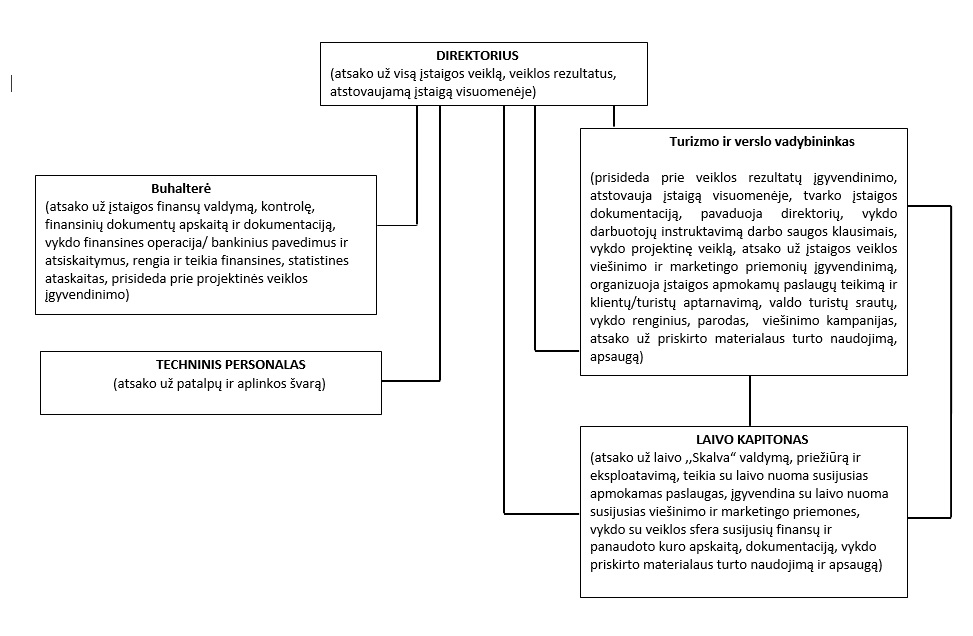 DIREKTORIUS
(atsako už visą įstaigos veiklą, veiklos rezultatus,
atstovaujamą įstaigą visuomenėje)
Turizmo ir verslo vadybininkas
(prisideda prie veiklos rezultatų įgyvendinimo,
atstovauja įstaigą visuomenėje, tvarko įstaigos
dokumentaciją, pavaduoja direktorių, vykdo
darbuotojų instruktavimą darbo saugos klausimais,
vykdo projektinę veiklą, atsako už įstaigos veiklos
viešinimo ir marketingo priemonių įgyvendinimą,
organizuoja įstaigos apmokamų paslaugų teikimą ir
klientų/turistų aptarnavimą, valdo turistų srautų,
vykdo renginius, parodas, viešinimo kampanijas,
atsako už priskirto materialaus turto naudojimą,
apsaugą)
Buhalterė
(atsako už įstaigos finansų valdymą, kontrolę,
finansinių dokumentų apskaitą ir dokumentaciją,
vykdo finansines operacija/ bankinius pavedimus ir
atsiskaitymus, rengia ir teikia finansines, statistines
ataskaitas, prisideda prie projektinės veiklos
įgyvendinimo)
TECHNINIS PERSONALAS
(atsako už patalpų ir aplinkos švarą)
LAIVO KAPITONAS
(atsako už laivo ,,Skalva“ valdymą, priežiūrą ir
eksploatavimą, teikia su laivo nuoma susijusias
apmokamas paslaugas, įgyvendina su laivo nuoma
susijusias viešinimo ir marketingo priemones,
vykdo su veiklos sfera susijusių finansų ir
panaudoto kuro apskaitą, dokumentaciją, vykdo
priskirto materialaus turto naudojimą ir apsaugą)